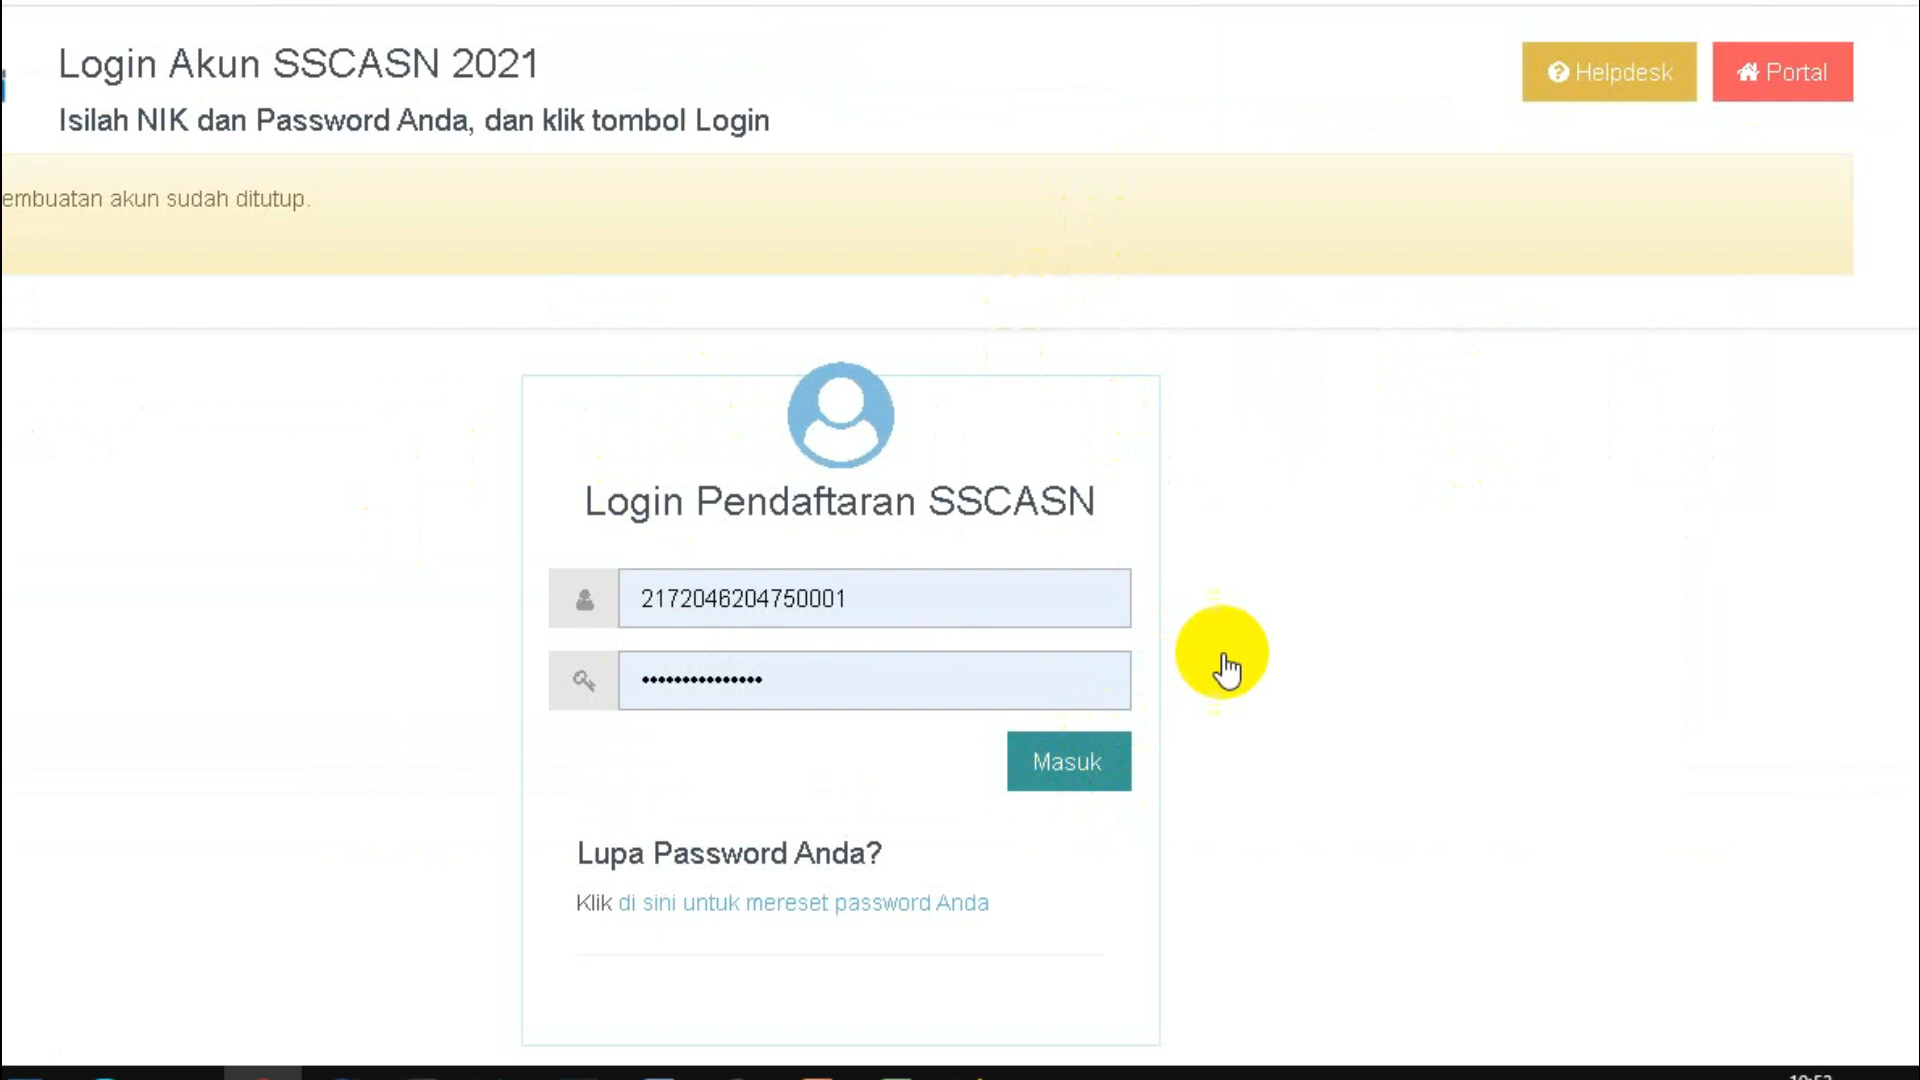 Login Akun SSCASN 2021
Helpdesk
Portal
Isilah NIK dan Password Anda, dan klik tombol Login
embuatan akun sudah ditutup.
Login Pendaftaran SSCASN
2172046204750001
•••••••••••••••
Masuk
Lupa Password Anda?
Klik di sini untuk mereset password Anda